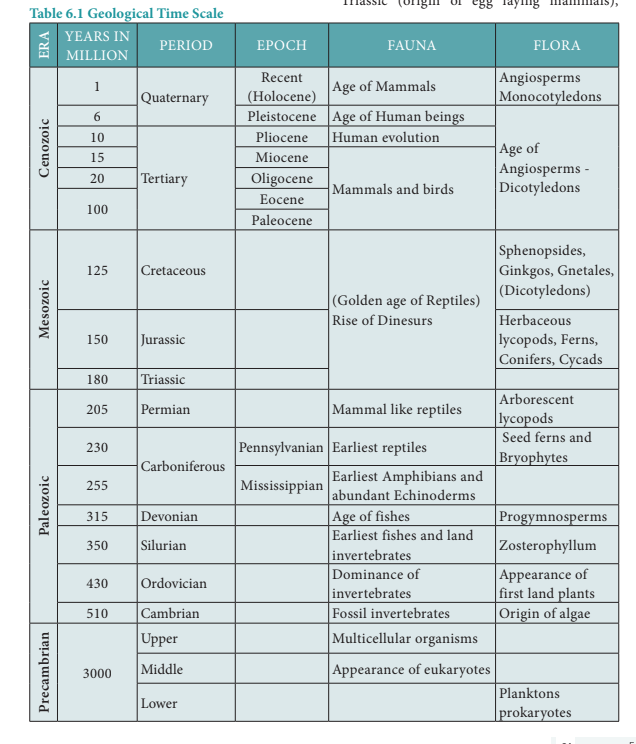 Triassic (origin of egg laying mammals),
Table 6.1 Geological Time Scale
ERA
YEARS IN
MILLION
PERIOD
EPOCH
FAUNA
FLORA
Cenozoic
1
Quaternary
Recent
(Holocene)
Age of Mammals
Angiosperms
Monocotyledons
6
Pleistocene
Age of Human beings
Age of
Angiosperms -
Dicotyledons
10
Tertiary
Pliocene
Human evolution
15
Miocene
Mammals and birds
20
Oligocene
100
Eocene
Paleocene
Mesozoic
125
Cretaceous
(Golden age of Reptiles)
Rise of Dinesurs
Sphenopsides,
Ginkgos, Gnetales,
(Dicotyledons)
150
Jurassic
Herbaceous
lycopods, Ferns,
Conifers, Cycads
180
Triassic
Paleozoic
205
Permian
Mammal like reptiles
Arborescent
lycopods
230
Carboniferous
Pennsylvanian
Earliest reptiles
Seed ferns and
Bryophytes
255
Mississippian
Earliest Amphibians and
abundant Echinoderms
315
Devonian
Age of fishes
Progymnosperms
350
Silurian
Earliest fishes and land
invertebrates
Zosterophyllum
430
Ordovician
Dominance of
invertebrates
Appearance of
first land plants
510
Cambrian
Fossil invertebrates
Origin of algae
Precambrian
3000
Upper
Multicellular organisms
Middle
Appearance of eukaryotes
Lower
Planktons
prokaryotes